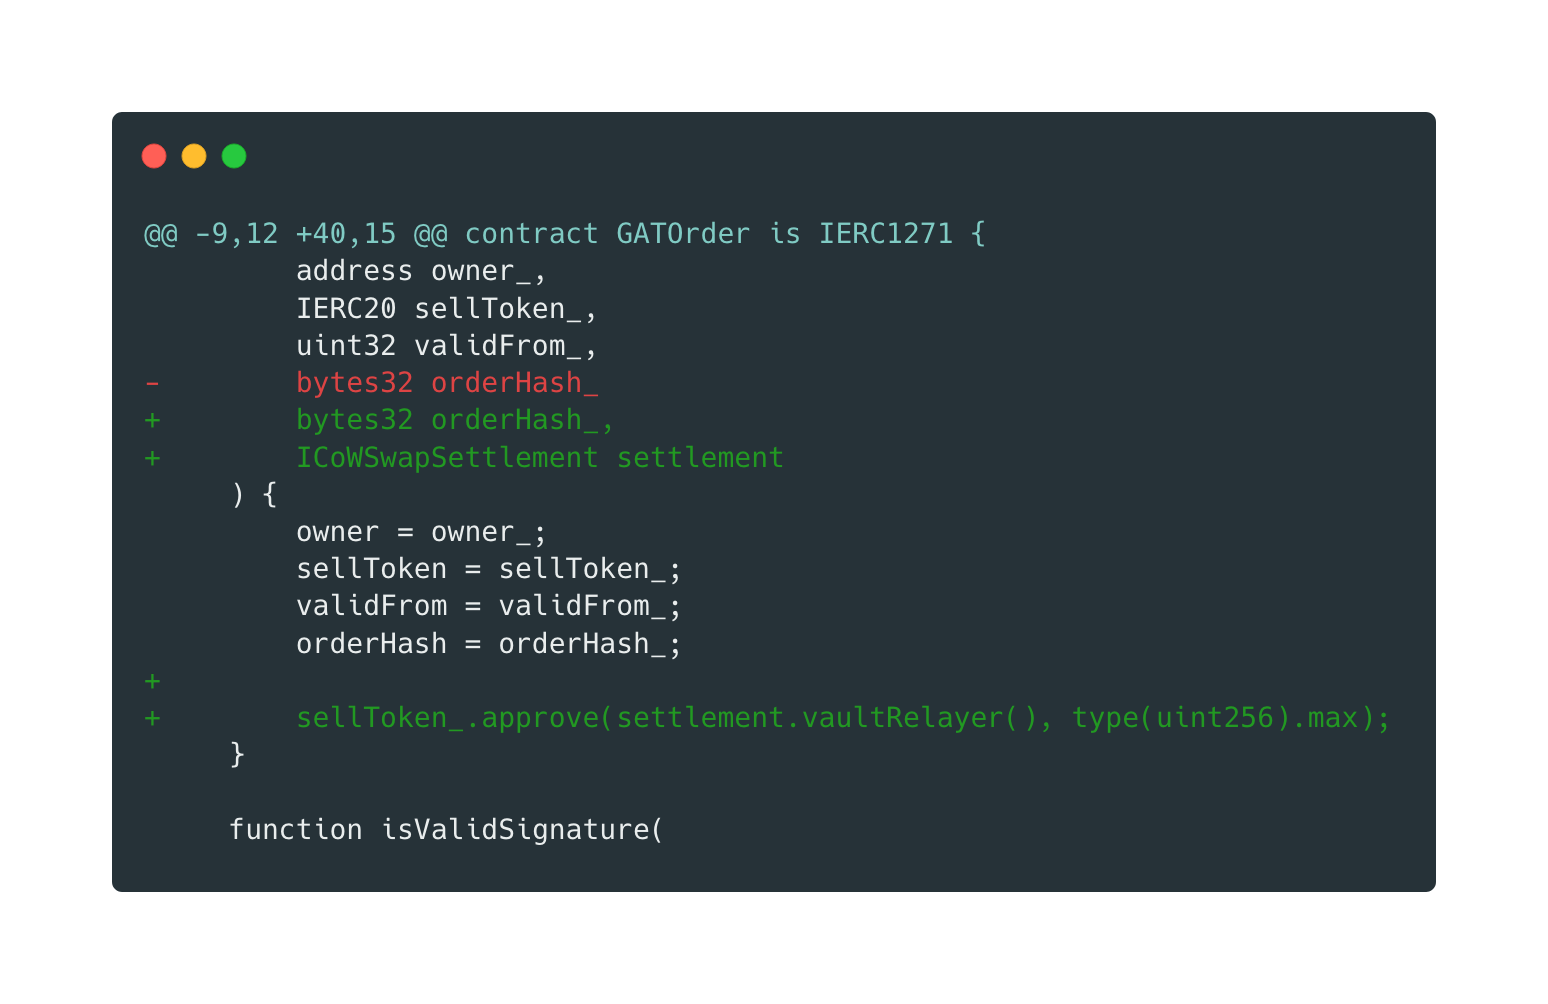 @@ -9,12 +40,15 @@ contract GATOrder is IERC1271 {
         address owner_,
         IERC20 sellToken_,
         uint32 validFrom_,
-        bytes32 orderHash_
+        bytes32 orderHash_,
+        ICoWSwapSettlement settlement
     ) {
         owner = owner_;
         sellToken = sellToken_;
         validFrom = validFrom_;
         orderHash = orderHash_;
+
+        sellToken_.approve(settlement.vaultRelayer(), type(uint256).max);
     }

     function isValidSignature(